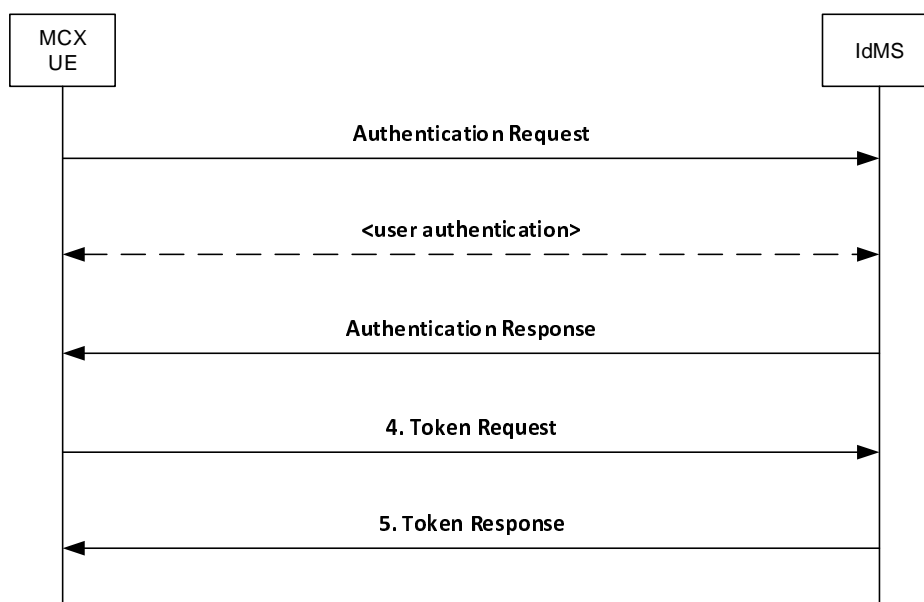 MCX
UE
IdMS
Authentication Request
<user authentication>
Authentication Response
4. Token Request
5. Token Response